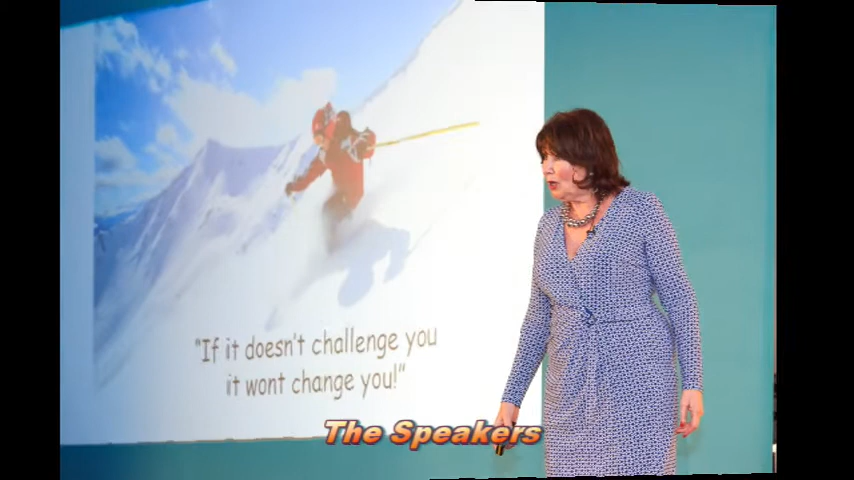 "If it doesn't challenge you
it wont change you!"
The Speakers